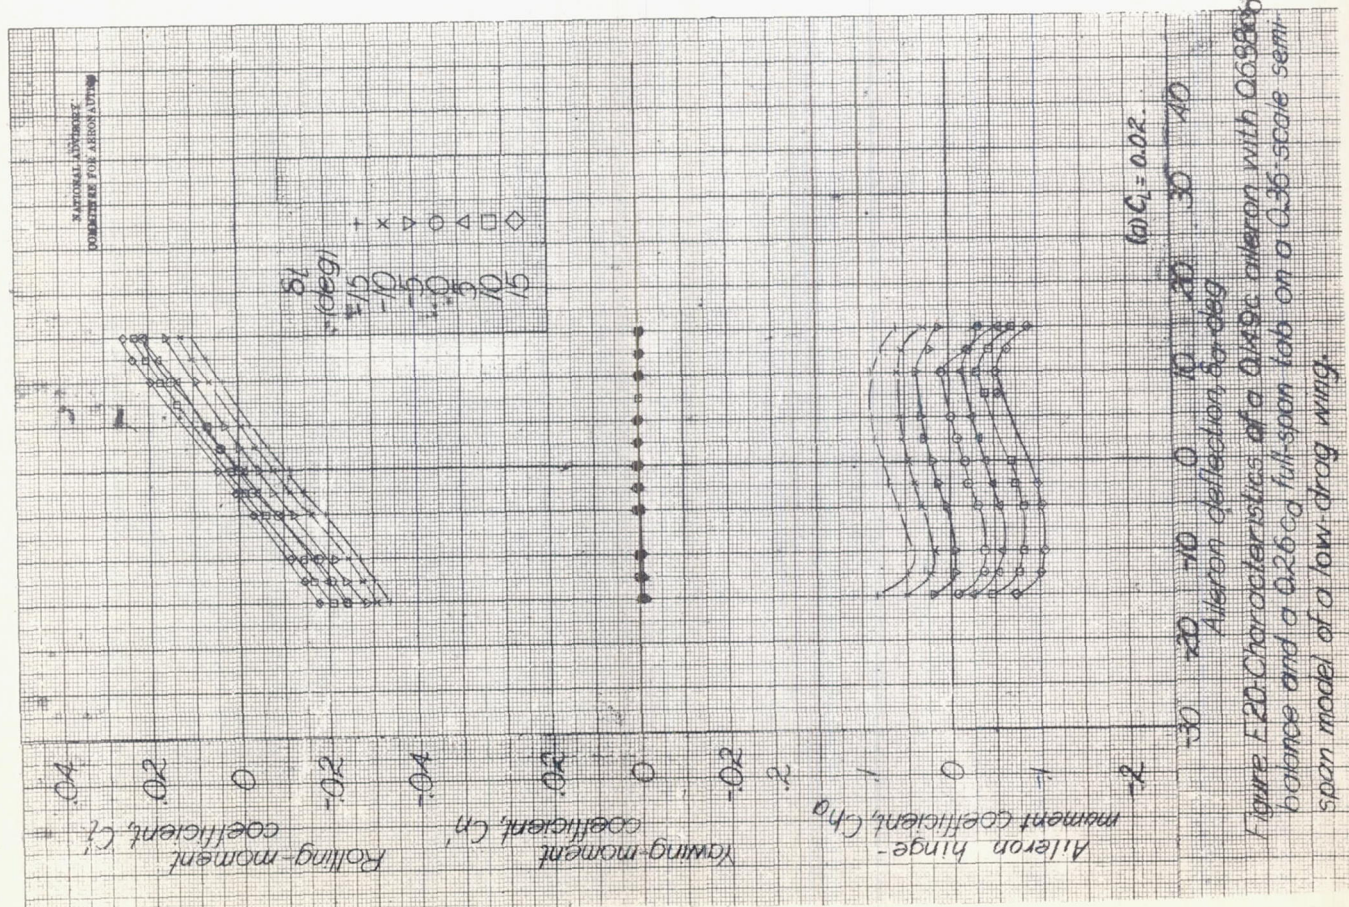 NATIONAL ADVISORY
COMMITTEE FOR AERONAUTICS
δt
(deg)
-15 +
-10 ×
-5 ▽
0 ○
5 △
10 □
15 ◇
Rolling-moment
coefficient, Cl'
.04
.02
0
-.02
-.04
Yawing-moment
coefficient, Cn'
.02
0
-.02
Aileron hinge-
moment coefficient, Cha
.2
.1
0
-.1
-.2
-30 -20 -10 0 10 20 30 40
Aileron deflection, δa, deg
(a) CL = 0.02.
Figure E20-Characteristics of a 0.149c aileron with
balance and a 0.26ca full-span tab on a 0.36-scale semi-
span model of a low-drag wing.